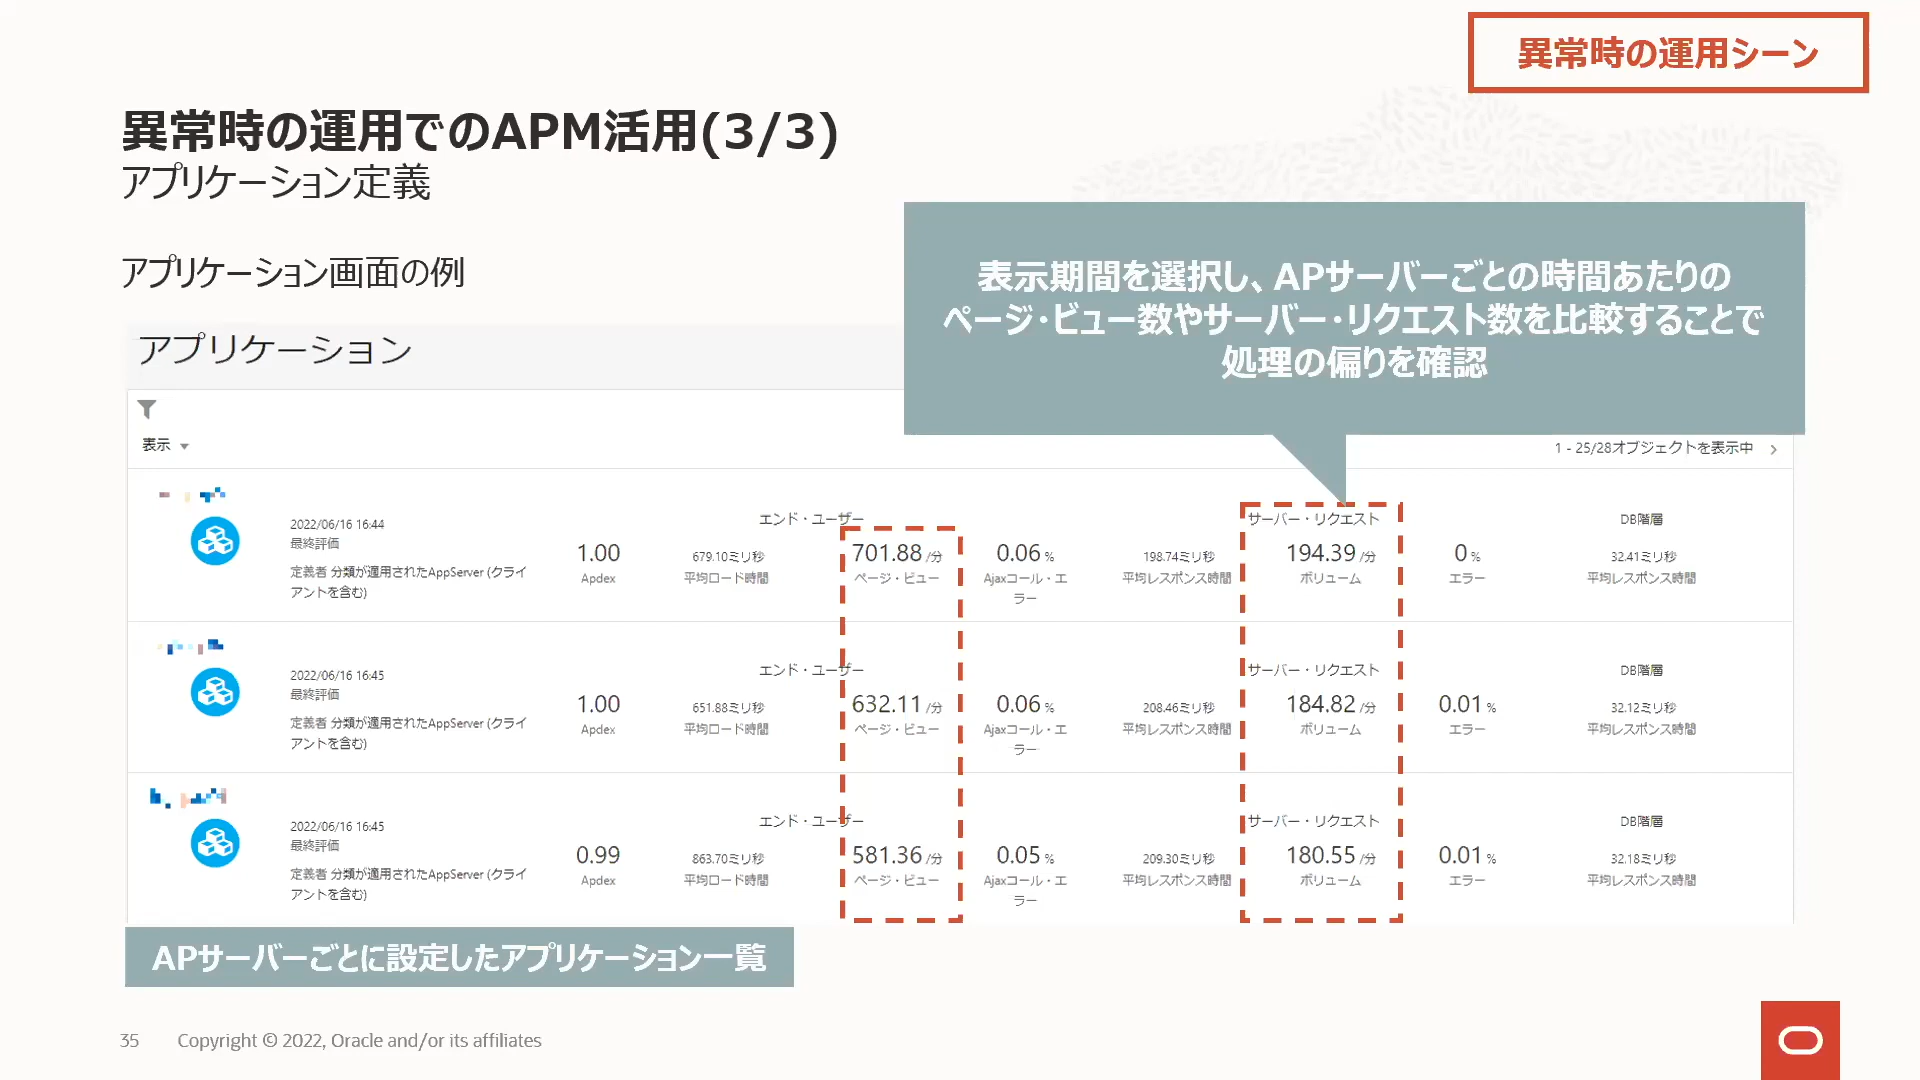 異常時の運用シーン
異常時の運用でのAPM活用(3/3)
アプリケーション定義
アプリケーション画面の例
表示期間を選択し、APサーバーごとの時間あたりの
ページ・ビュー数やサーバー・リクエスト数を比較することで
処理の偏りを確認
アプリケーション
表示
1 - 25/28オブジェクトを表示中
エンド・ユーザー サーバー・リクエスト DB階層
2022/06/16 16:44
最終評価
定義者 分類が適用されたAppServer (クライ
アントを含む)
1.00 679.10ミリ秒 701.88 /分 0.06 % 198.74ミリ秒 194.39 /分 0 % 32.41ミリ秒
Apdex 平均ロード時間 ページ・ビュー Ajaxコール・エ 平均レスポンス時間 ボリューム エラー 平均レスポンス時間
ラー
エンド・ユーザー サーバー・リクエスト DB階層
2022/06/16 16:45
最終評価
定義者 分類が適用されたAppServer (クライ
アントを含む)
1.00 651.88ミリ秒 632.11 /分 0.06 % 208.46ミリ秒 184.82 /分 0.01 % 32.12ミリ秒
Apdex 平均ロード時間 ページ・ビュー Ajaxコール・エ 平均レスポンス時間 ボリューム エラー 平均レスポンス時間
ラー
エンド・ユーザー サーバー・リクエスト DB階層
2022/06/16 16:45
最終評価
定義者 分類が適用されたAppServer (クライ
アントを含む)
0.99 863.70ミリ秒 581.36 /分 0.05 % 209.30ミリ秒 180.55 /分 0.01 % 32.18ミリ秒
Apdex 平均ロード時間 ページ・ビュー Ajaxコール・エ 平均レスポンス時間 ボリューム エラー 平均レスポンス時間
ラー
APサーバーごとに設定したアプリケーション一覧
35 Copyright © 2022, Oracle and/or its affiliates